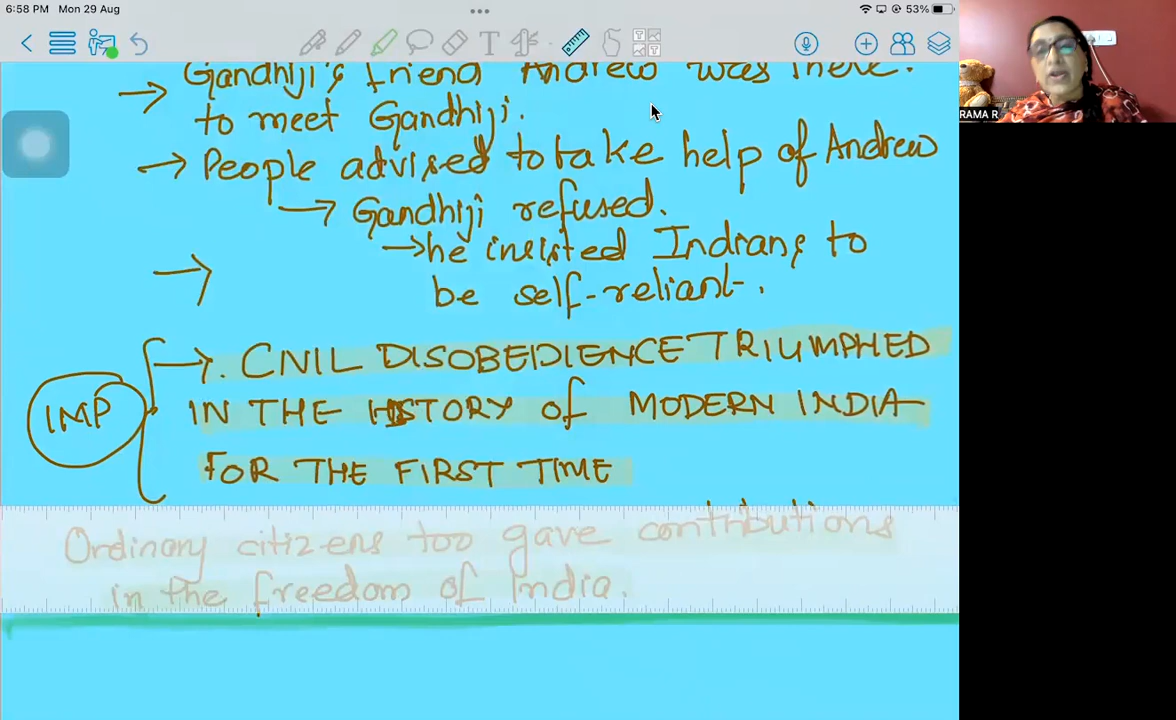 6:58 PM Mon 29 Aug
53%
Gandhiji's friend Andrew was there.
to meet Gandhiji.
→ People advised to take help of Andrew
→ Gandhiji refused.
→ he insisted Indians to
be self-reliant.
→. CIVIL DISOBEDIENCE TRIUMPHED
IMP
IN THE HISTORY of MODERN INDIA
FOR THE FIRST TIME
Ordinary citizens too gave contributions
in the freedom of India.
RAMA R